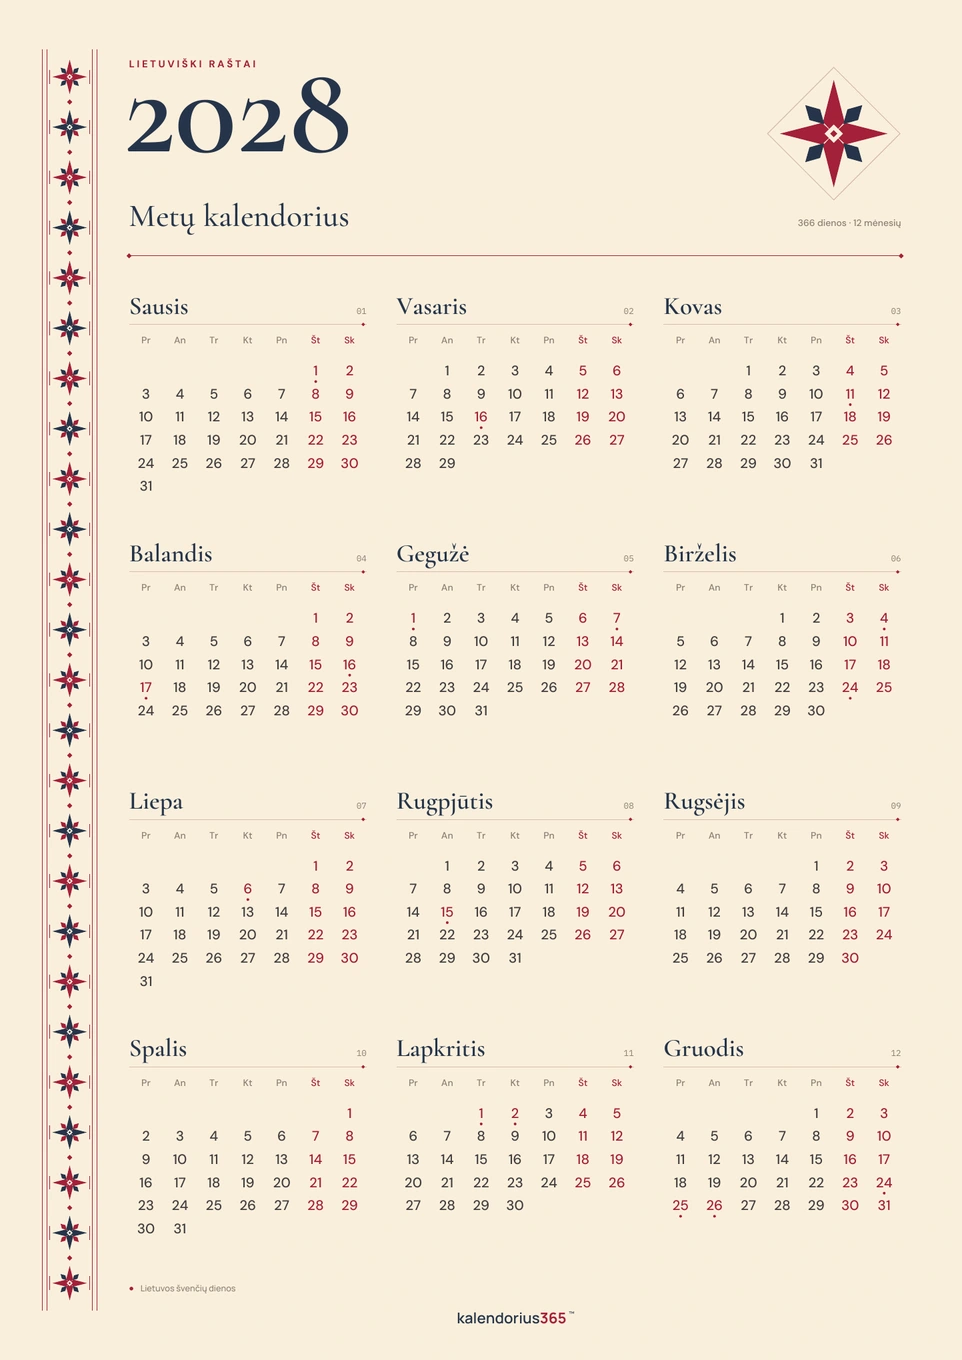 LIETUVIŠKI RAŠTAI
2028
Metų kalendorius
366 dienos · 12 mėnesių
Sausis 01
Pr An Tr Kt Pn Št Sk
1 2
3 4 5 6 7 8 9
10 11 12 13 14 15 16
17 18 19 20 21 22 23
24 25 26 27 28 29 30
31
Vasaris 02
Pr An Tr Kt Pn Št Sk
1 2 3 4 5 6
7 8 9 10 11 12 13
14 15 16 17 18 19 20
21 22 23 24 25 26 27
28 29
Kovas 03
Pr An Tr Kt Pn Št Sk
1 2 3 4 5
6 7 8 9 10 11 12
13 14 15 16 17 18 19
20 21 22 23 24 25 26
27 28 29 30 31
Balandis 04
Pr An Tr Kt Pn Št Sk
1 2
3 4 5 6 7 8 9
10 11 12 13 14 15 16
17 18 19 20 21 22 23
24 25 26 27 28 29 30
Gegužė 05
Pr An Tr Kt Pn Št Sk
1 2 3 4 5 6 7
8 9 10 11 12 13 14
15 16 17 18 19 20 21
22 23 24 25 26 27 28
29 30 31
Birželis 06
Pr An Tr Kt Pn Št Sk
1 2 3 4
5 6 7 8 9 10 11
12 13 14 15 16 17 18
19 20 21 22 23 24 25
26 27 28 29 30
Liepa 07
Pr An Tr Kt Pn Št Sk
1 2
3 4 5 6 7 8 9
10 11 12 13 14 15 16
17 18 19 20 21 22 23
24 25 26 27 28 29 30
31
Rugpjūtis 08
Pr An Tr Kt Pn Št Sk
1 2 3 4 5 6
7 8 9 10 11 12 13
14 15 16 17 18 19 20
21 22 23 24 25 26 27
28 29 30 31
Rugsėjis 09
Pr An Tr Kt Pn Št Sk
1 2 3
4 5 6 7 8 9 10
11 12 13 14 15 16 17
18 19 20 21 22 23 24
25 26 27 28 29 30
Spalis 10
Pr An Tr Kt Pn Št Sk
1
2 3 4 5 6 7 8
9 10 11 12 13 14 15
16 17 18 19 20 21 22
23 24 25 26 27 28 29
30 31
Lapkritis 11
Pr An Tr Kt Pn Št Sk
1 2 3 4 5
6 7 8 9 10 11 12
13 14 15 16 17 18 19
20 21 22 23 24 25 26
27 28 29 30
Gruodis 12
Pr An Tr Kt Pn Št Sk
1 2 3
4 5 6 7 8 9 10
11 12 13 14 15 16 17
18 19 20 21 22 23 24
25 26 27 28 29 30 31
Lietuvos švenčių dienos
kalendorius365™